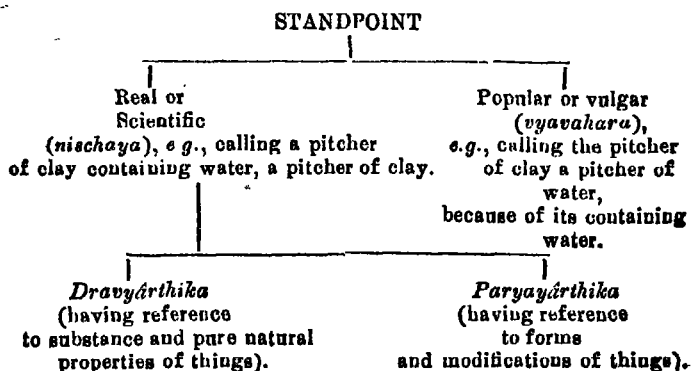 STANDPOINT
Real or
Scientific
(nischaya), e g., calling a pitcher
of clay containing water, a pitcher of clay.
Popular or vulgar
(vyavahara),
e.g., calling the pitcher
of clay a pitcher of
water,
because of its containing
water.
Dravyárthika
(having reference
to substance and pure natural
properties of things).
Paryayárthika
(having reference
to forms
and modifications of things).